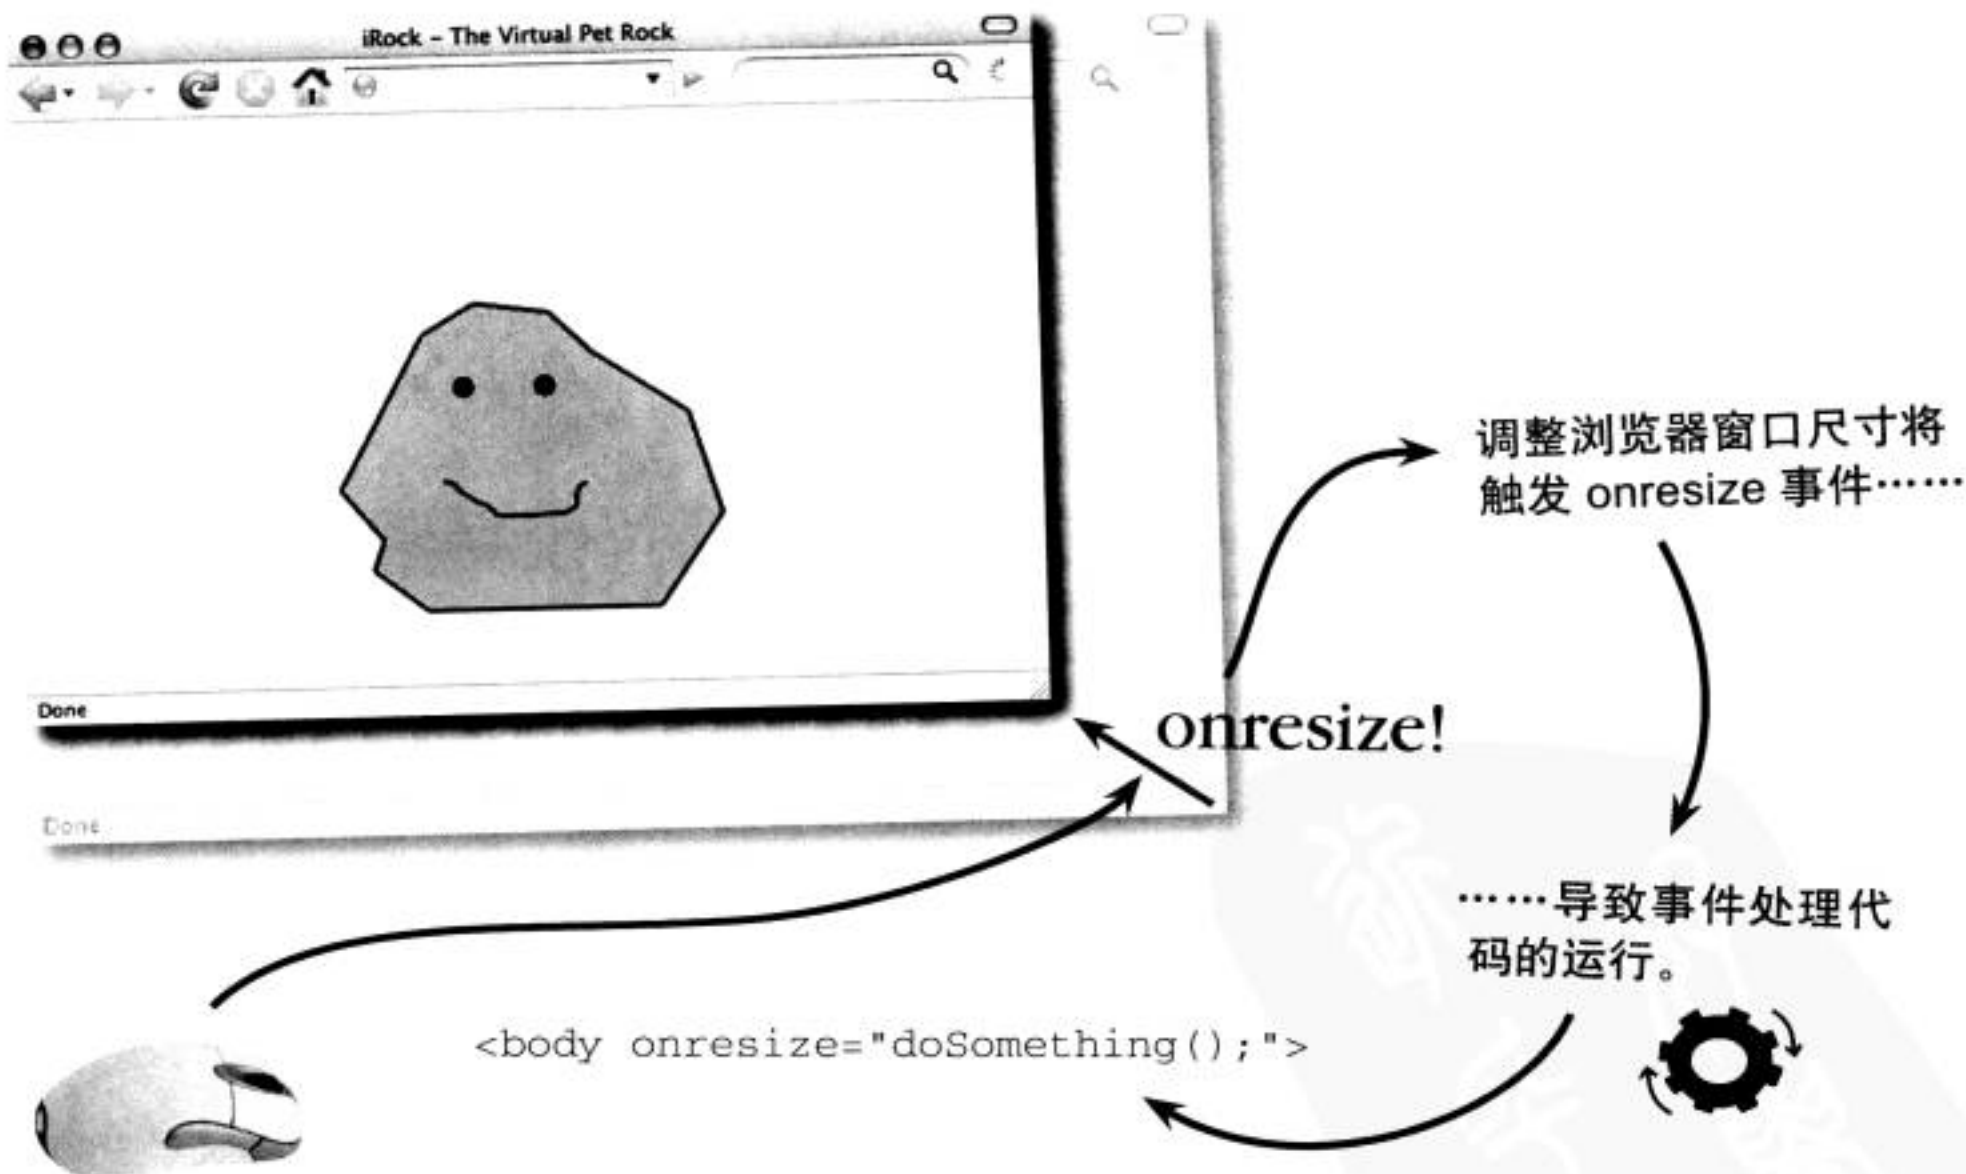 iRock – The Virtual Pet Rock
调整浏览器窗口尺寸将
触发 onresize 事件……
Done
onresize!
Done
……导致事件处理代
码的运行。
<body onresize="doSomething();">